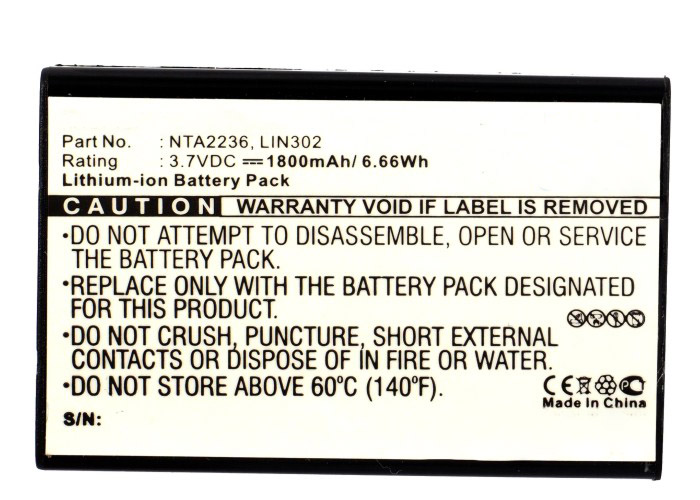 Part No. : NTA2236, LIN302
Rating : 3.7VDC ⎓ 1800mAh/ 6.66Wh
Lithium-ion Battery Pack
CAUTION WARRANTY VOID IF LABEL IS REMOVED
•DO NOT ATTEMPT TO DISASSEMBLE, OPEN OR SERVICE
THE BATTERY PACK.
•REPLACE ONLY WITH THE BATTERY PACK DESIGNATED
FOR THIS PRODUCT.
•DO NOT CRUSH, PUNCTURE, SHORT EXTERNAL
CONTACTS OR DISPOSE OF IN FIRE OR WATER.
•DO NOT STORE ABOVE 60ºC (140ºF).
CE
Made In China
S/N: